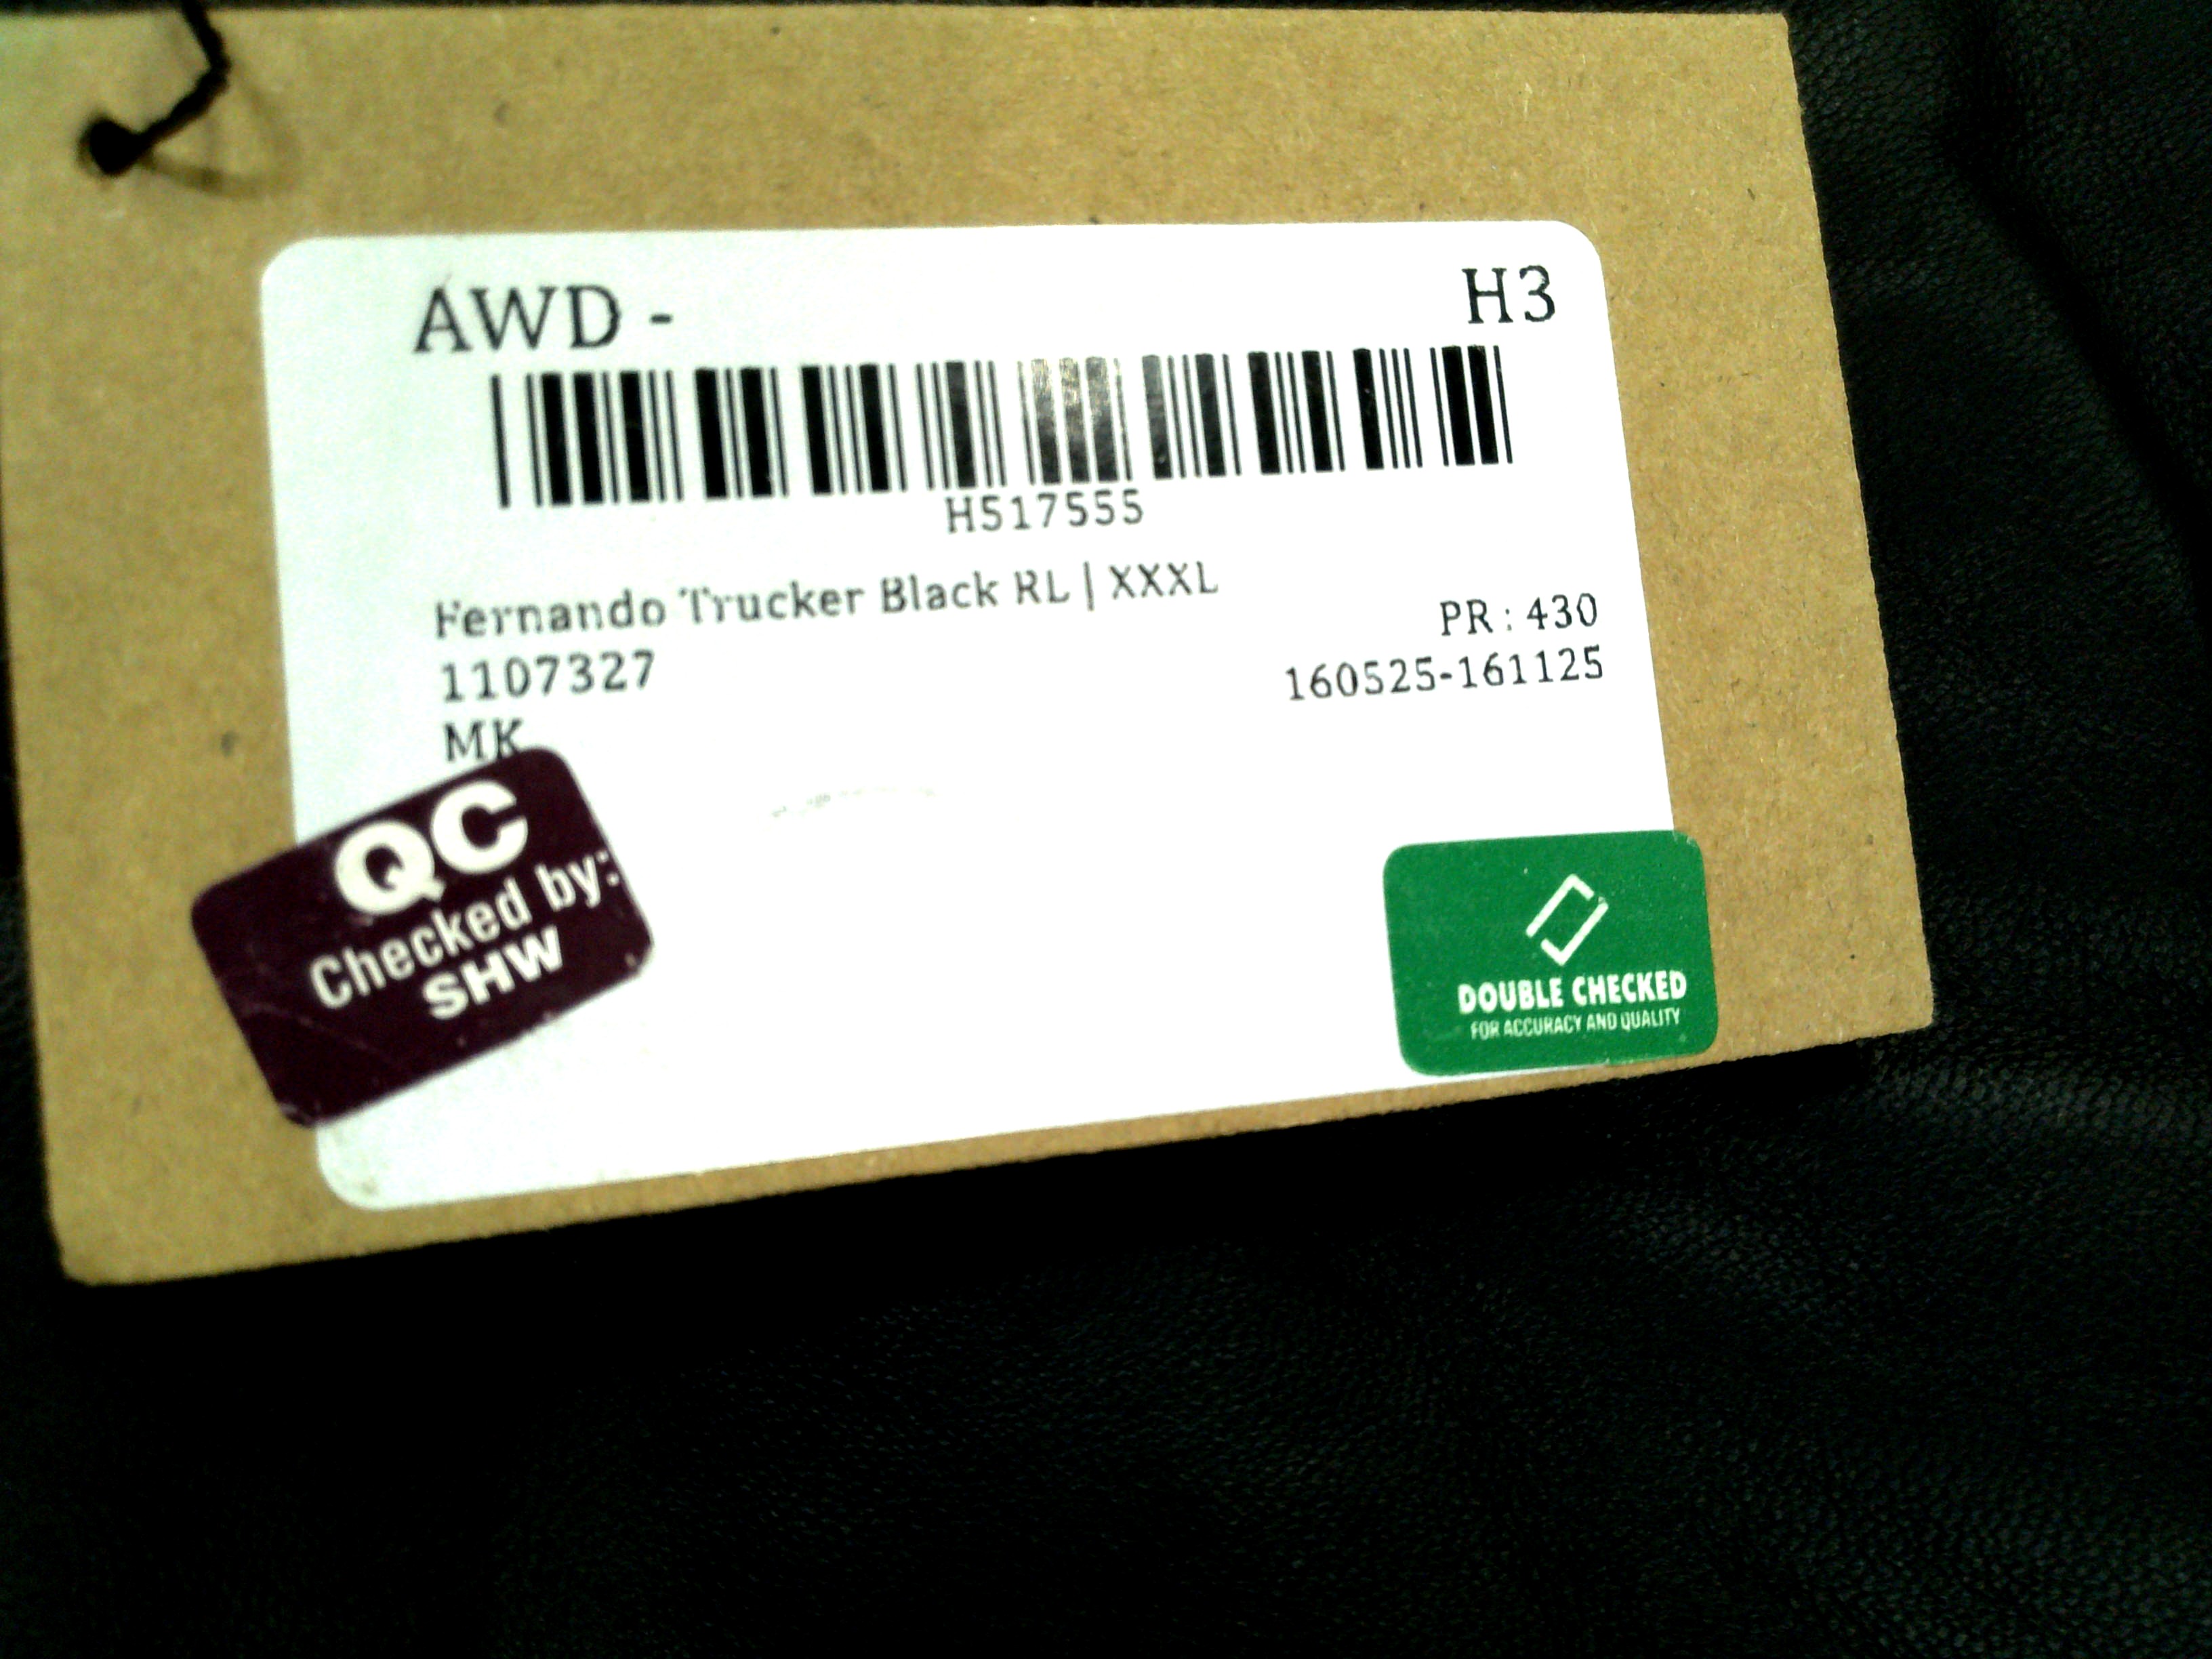 AWD - H3
H517555
Fernando Trucker Black RL | XXXL
PR : 430
1107327
160525-161125
MK
QC
Checked by:
SHW
DOUBLE CHECKED
FOR ACCURACY AND QUALITY